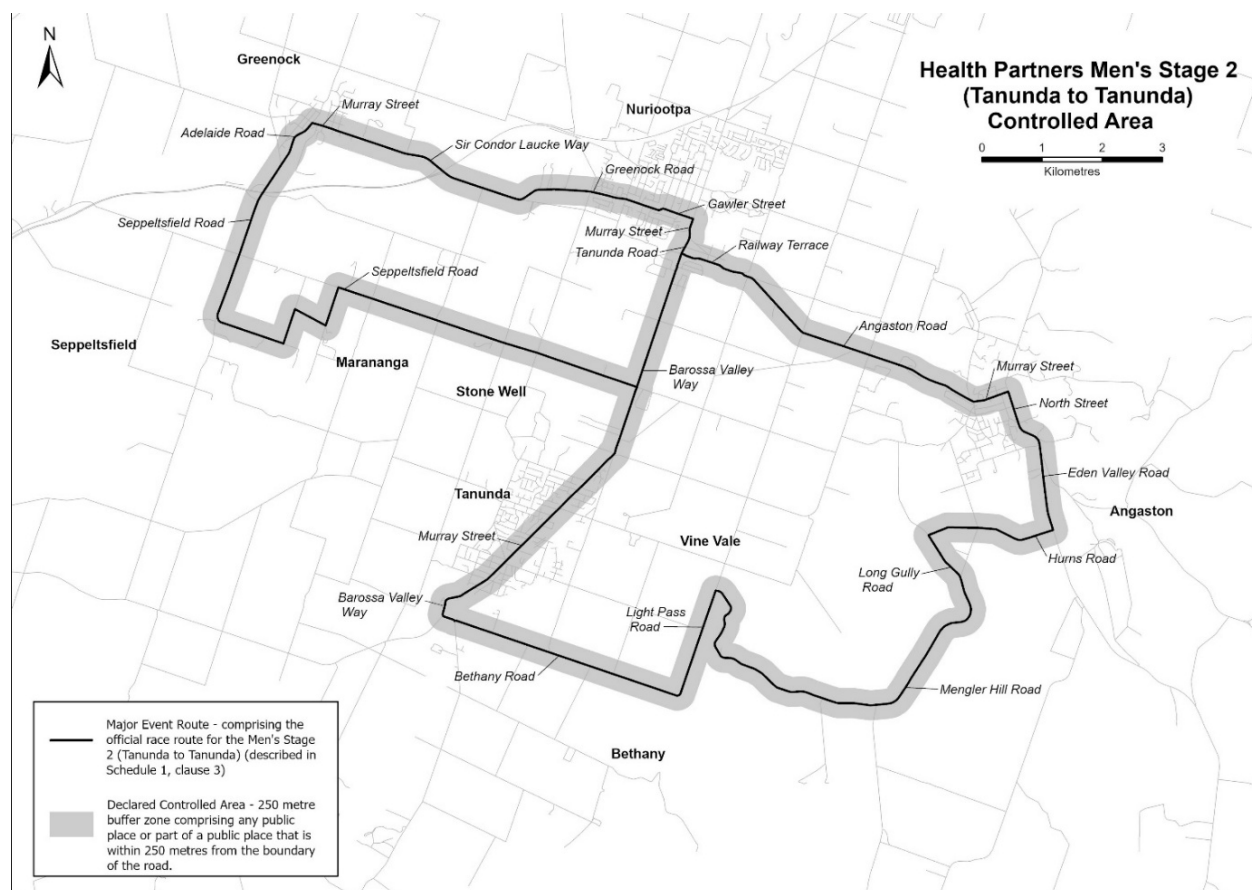 N
Health Partners Men's Stage 2
(Tanunda to Tanunda)
Controlled Area
0 1 2 3
Kilometres
Greenock
Murray Street
Adelaide Road
Nuriootpa
Sir Condor Laucke Way
Greenock Road
Gawler Street
Seppeltsfield Road
Murray Street
Railway Terrace
Tanunda Road
Seppeltsfield Road
Angaston Road
Seppeltsfield
Marananga
Barossa Valley
Way
Murray Street
Stone Well
North Street
Eden Valley Road
Tanunda
Angaston
Murray Street
Vine Vale
Hurns Road
Long Gully
Road
Barossa Valley
Way
Light Pass
Road
Bethany Road
Mengler Hill Road
Bethany
Major Event Route - comprising the
official race route for the Men's Stage
2 (Tanunda to Tanunda) (described in
Schedule 1, clause 3)
Declared Controlled Area - 250 metre
buffer zone comprising any public
place or part of a public place that is
within 250 metres from the boundary
of the road.